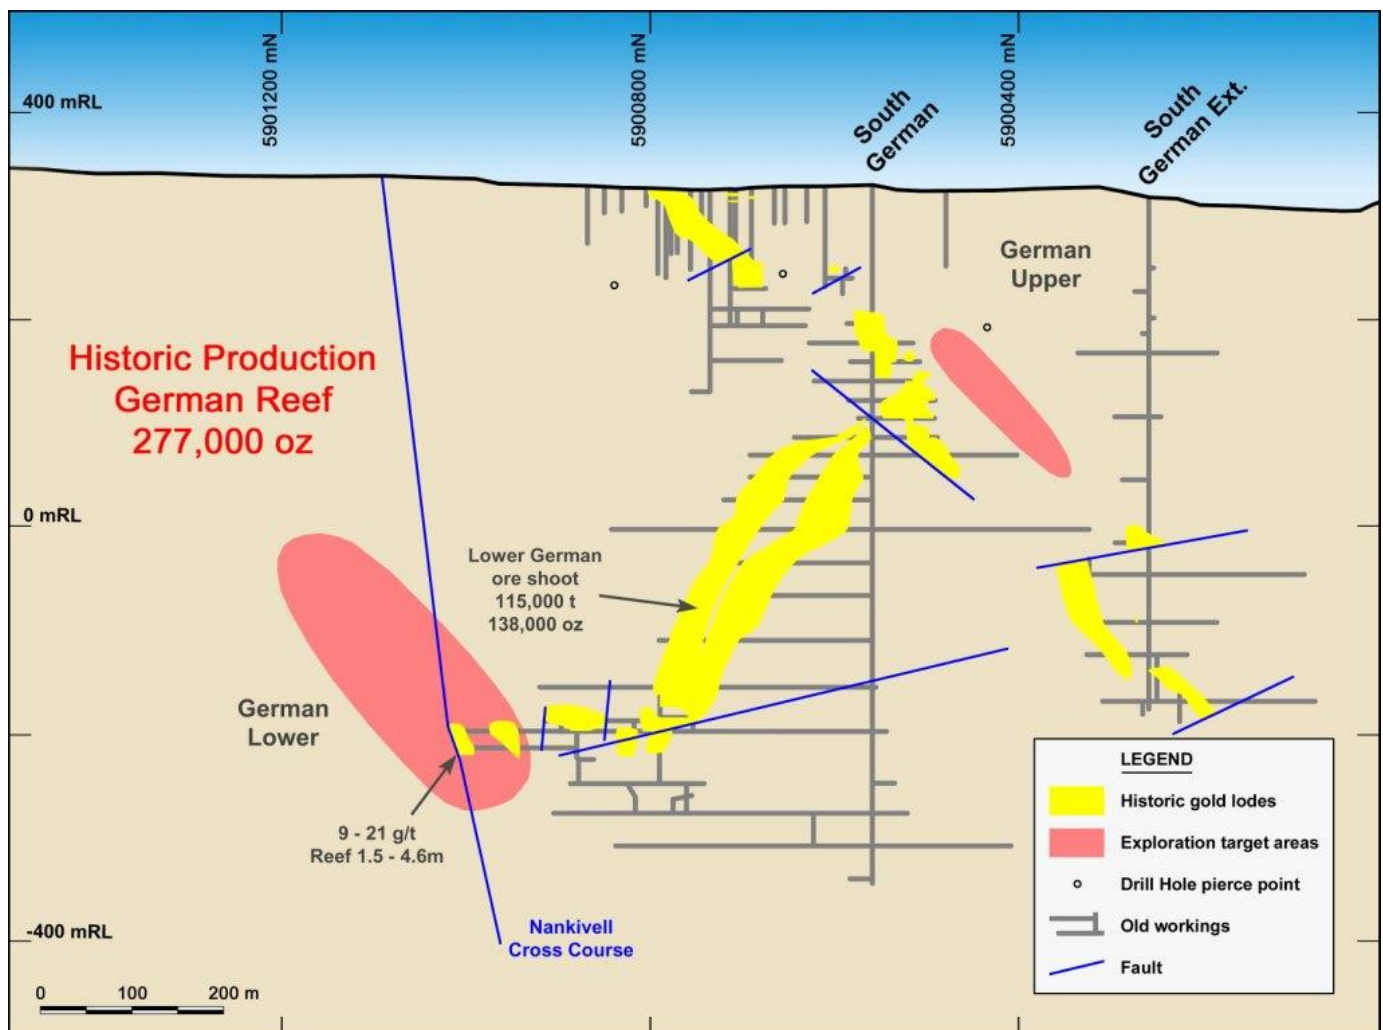 5901200 mN
5900800 mN
5900400 mN
400 mRL
South
German
South
German Ext.
German
Upper
Historic Production
German Reef
277,000 oz
0 mRL
Lower German
ore shoot
115,000 t
138,000 oz
German
Lower
9 - 21 g/t
Reef 1.5 - 4.6m
Nankivell
Cross Course
-400 mRL
0 100 200 m
LEGEND
Historic gold lodes
Exploration target areas
Drill Hole pierce point
Old workings
Fault